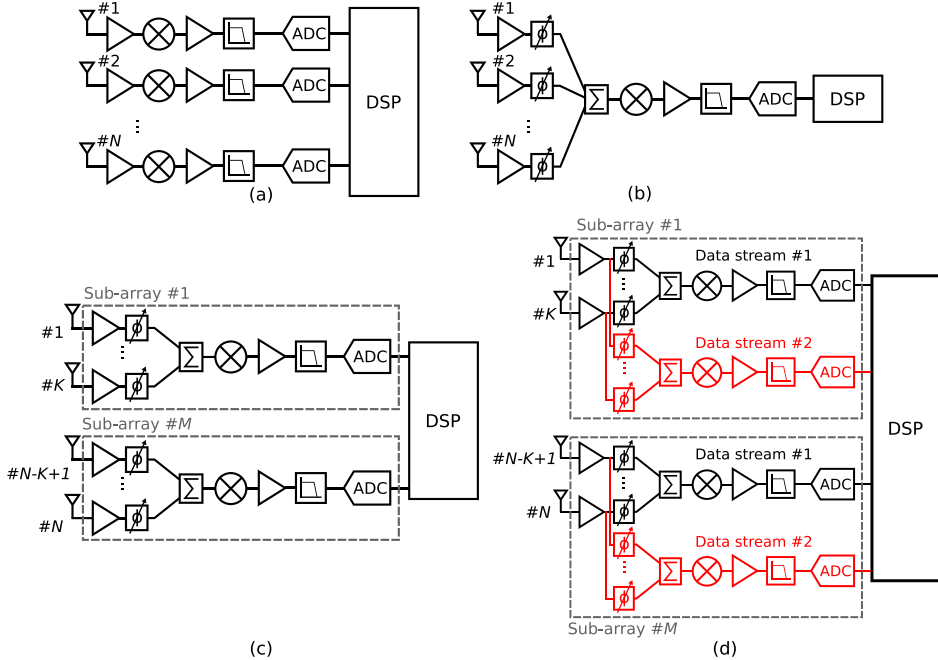 #1
ADC
#2
ADC
DSP
#N
ADC
(a)
#1
ϕ
#2
ϕ
Σ
ADC
DSP
#N
ϕ
(b)
Sub-array #1
#1
ϕ
Σ
ADC
#K
ϕ
DSP
Sub-array #M
#N-K+1
ϕ
Σ
ADC
#N
ϕ
(c)
Sub-array #1
#1
ϕ
Data stream #1
Σ
ADC
#K
ϕ
ϕ
Data stream #2
Σ
ADC
ϕ
DSP
#N-K+1
ϕ
Data stream #1
Σ
ADC
#N
ϕ
ϕ
Data stream #2
Σ
ADC
ϕ
Sub-array #M
(d)